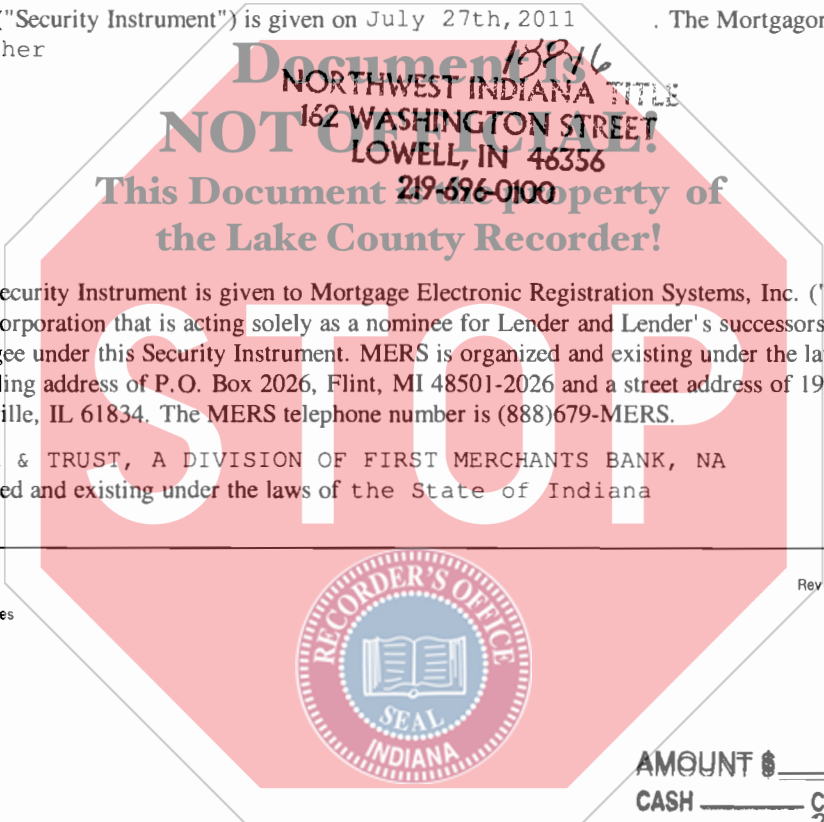 ("Security Instrument") is given on July 27th, 2011 . The Mortgagor
her
18816
Document is
NORTHWEST INDIANA TITLE
NOT OFFICIAL!
162 WASHINGTON STREET
LOWELL, IN 46356
This Document is the property of
219-696-0100
the Lake County Recorder!
ecurity Instrument is given to Mortgage Electronic Registration Systems, Inc. ("
orporation that is acting solely as a nominee for Lender and Lender's successors
gee under this Security Instrument. MERS is organized and existing under the la
ling address of P.O. Box 2026, Flint, MI 48501-2026 and a street address of 19
ille, IL 61834. The MERS telephone number is (888)679-MERS.
STOP
& TRUST, A DIVISION OF FIRST MERCHANTS BANK, NA
ed and existing under the laws of the State of Indiana
Rev
es
RECORDER'S OFFICE
SEAL
INDIANA
AMOUNT $
CASH C